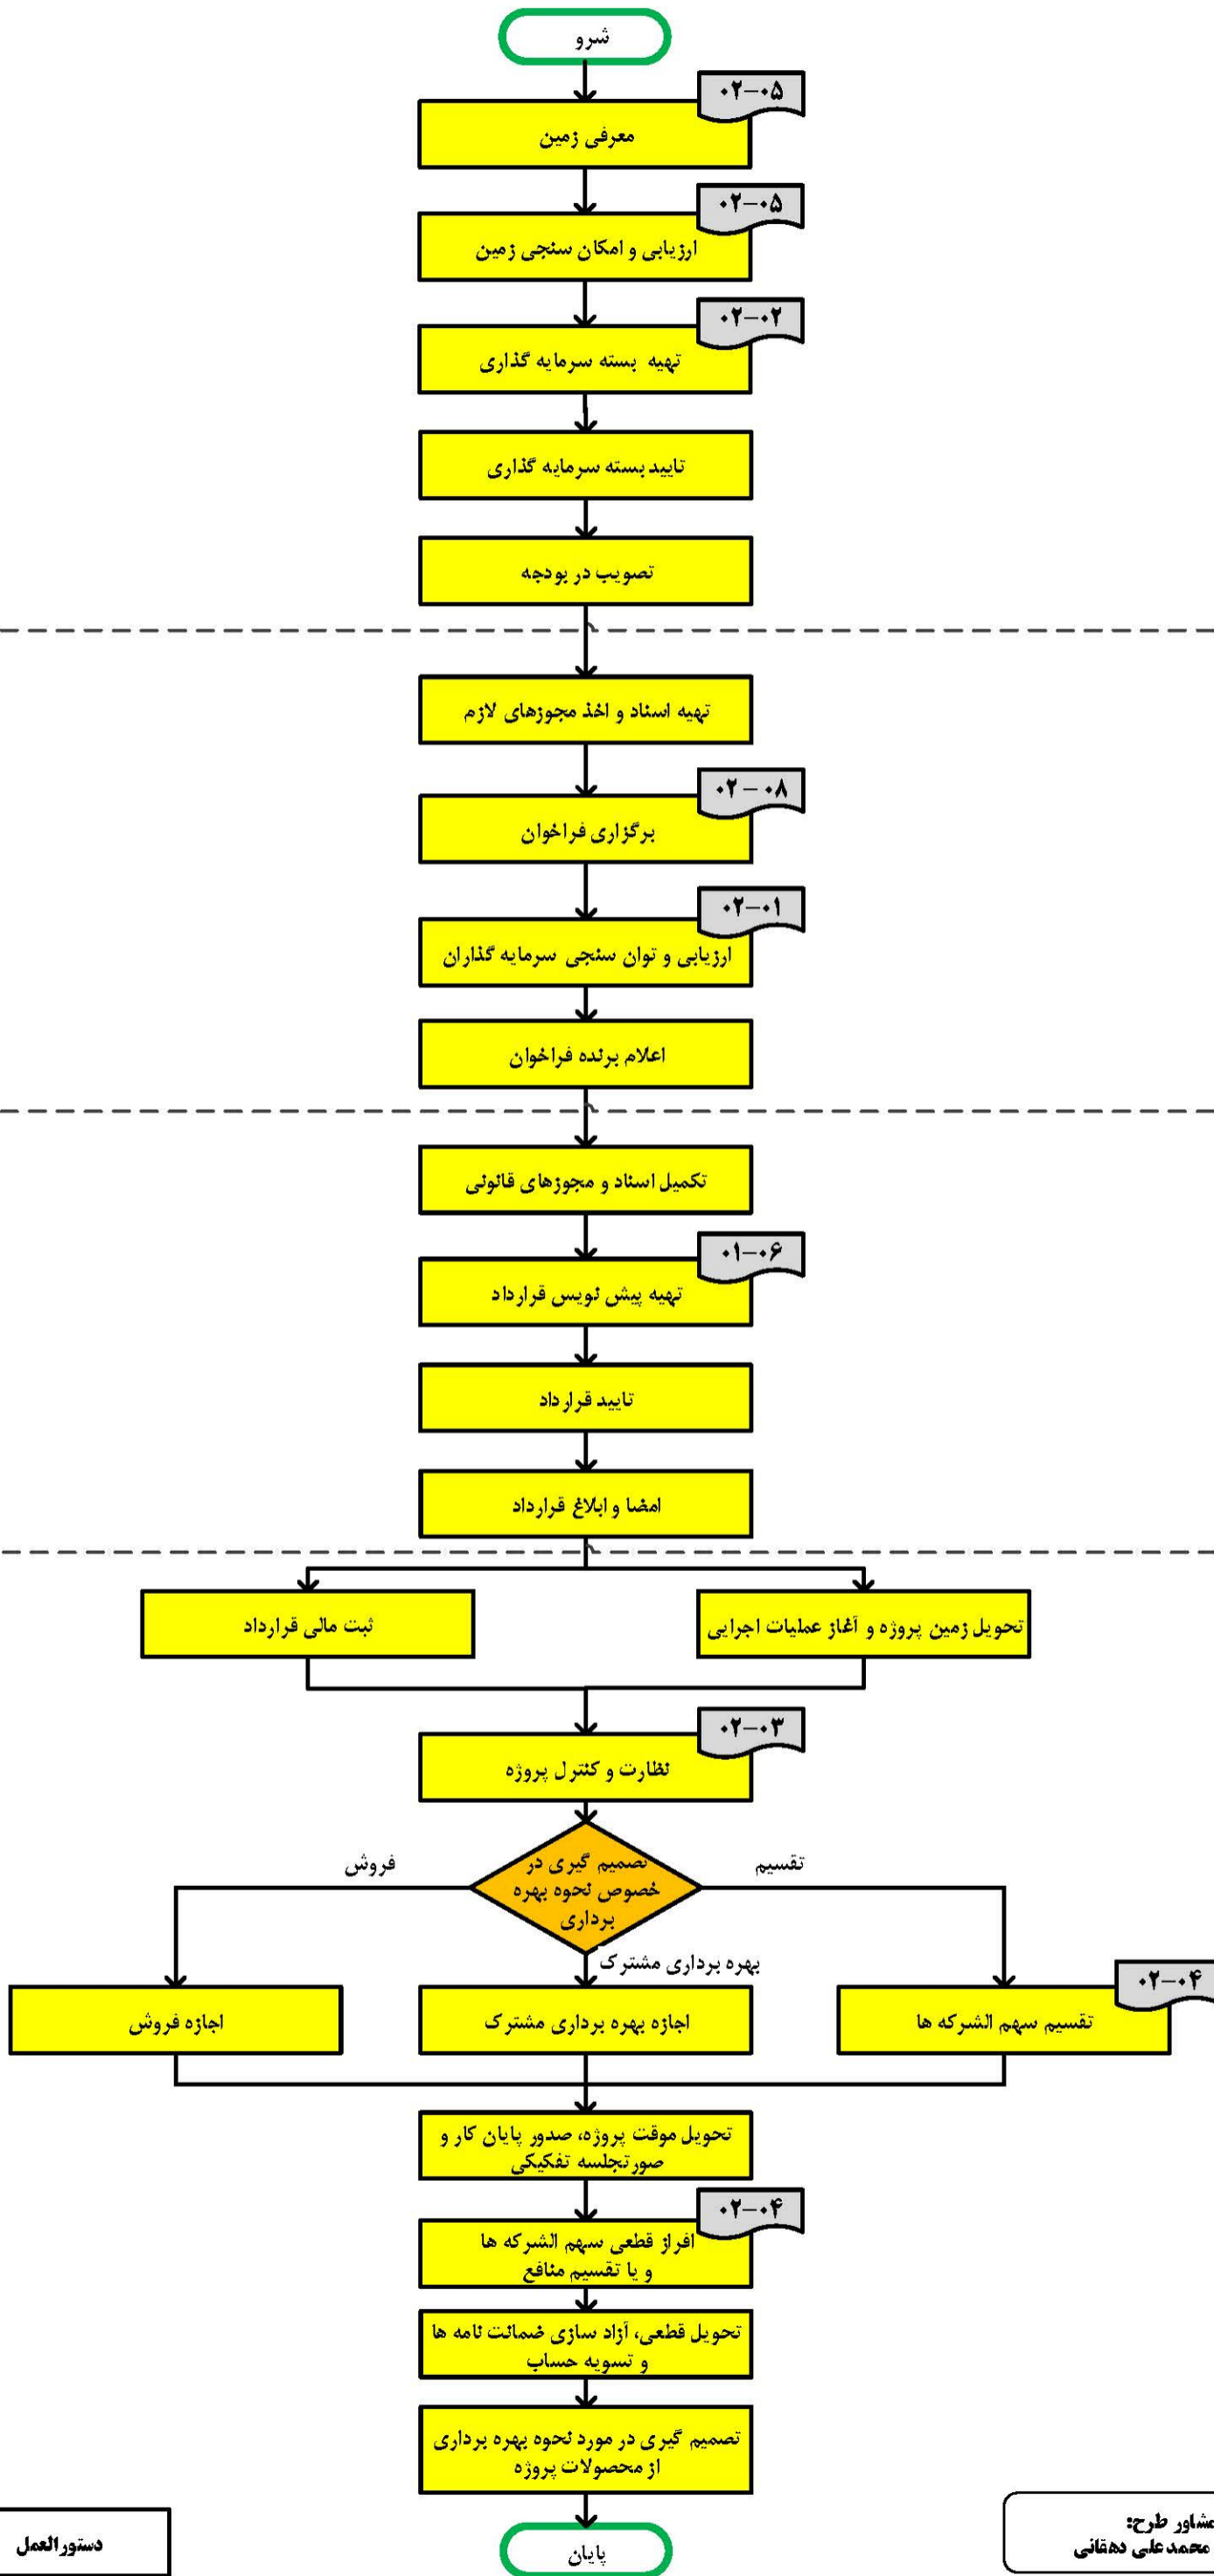 شرو
۰۲-۰۵
معرفی زمین
۰۲-۰۵
ارزیابی و امکان سنجی زمین
۰۲-۰۲
تهیه بسته سرمایه گذاری
تایید بسته سرمایه گذاری
تصویب در بودجه
تهیه اسناد و اخذ مجوزهای لازم
۰۲-۰۸
برگزاری فراخوان
۰۲-۰۱
ارزیابی و توان سنجی سرمایه گذاران
اعلام برنده فراخوان
تکمیل اسناد و مجوزهای قانونی
۰۱-۰۶
تهیه پیش نویس قرارداد
تایید قرارداد
امضا و ابلاغ قرارداد
تحویل زمین پروژه و آغاز عملیات اجرایی
ثبت مالی قرارداد
۰۲-۰۳
نظارت و کنترل پروژه
تصمیم گیری در
خصوص نحوه بهره
برداری
تقسیم
فروش
بهره برداری مشترک
۰۲-۰۴
تقسیم سهم الشرکه ها
اجازه بهره برداری مشترک
اجازه فروش
تحویل موقت پروژه، صدور پایان کار و
صورتجلسه تفکیکی
۰۲-۰۴
افراز قطعی سهم الشرکه ها
و یا تقسیم منافع
تحویل قطعی، آزاد سازی ضمانت نامه ها
و تسویه حساب
تصمیم گیری در مورد نحوه بهره برداری
از محصولات پروژه
پایان
مشاور طرح:
محمدعلی دهقانی
دستورالعمل